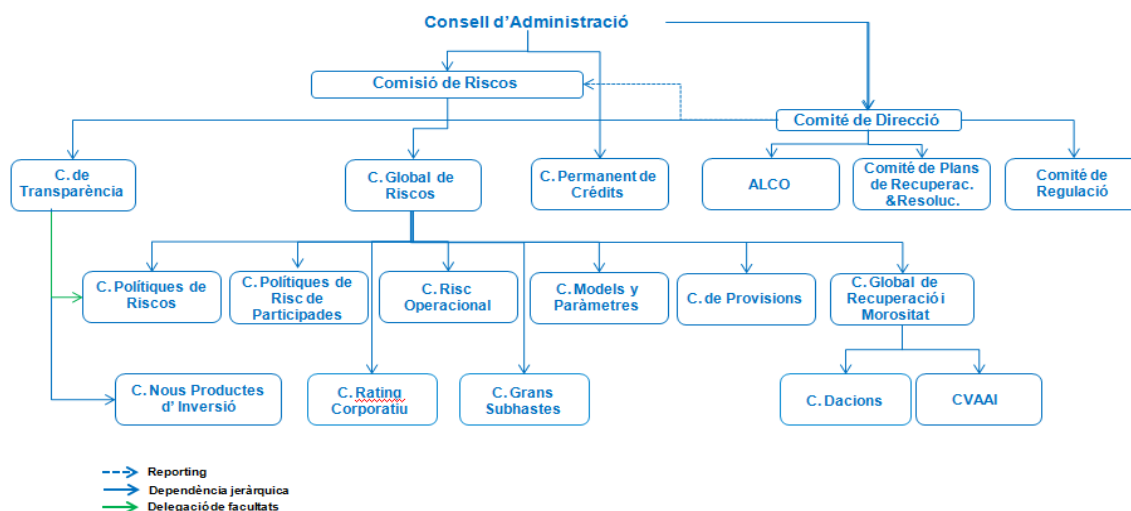 Consell d'Administració
Comisió de Riscos
Comité de Direcció
C. de
Transparència
C. Global de
Riscos
C. Permanent de
Crédits
ALCO
Comité de Plans
de Recuperac.
&Resoluc.
Comité de
Regulació
C. Polítiques de
Riscos
C. Polítiques de
Risc de
Participades
C. Risc
Operacional
C. Models y
Paràmetres
C. de Provisions
C. Global de
Recuperació i
Morositat
C. Nous Productes
d' Inversió
C. Rating
Corporatiu
C. Grans
Subhastes
C. Dacions
CVAAI
Reporting
Dependència jeràrquica
Delegació de facultats